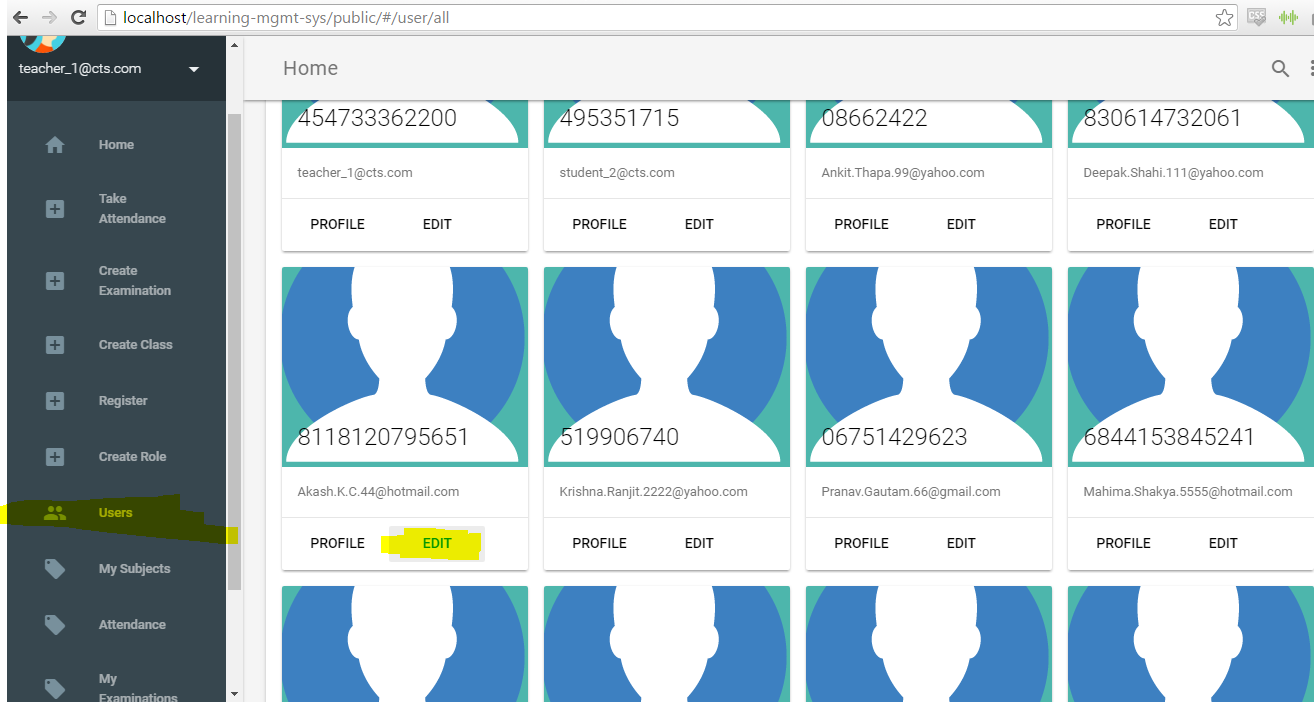 localhost/learning-mgmt-sys/public/#/user/all
teacher_1@cts.com
Home
Home
Take
Attendance
Create
Examination
Create Class
Register
Create Role
Users
My Subjects
Attendance
My
Examinations
454733362200 495351715 08662422 830614732061
teacher_1@cts.com student_2@cts.com Ankit.Thapa.99@yahoo.com Deepak.Shahi.111@yahoo.com
PROFILE EDIT PROFILE EDIT PROFILE EDIT PROFILE EDIT
8118120795651 519906740 06751429623 6844153845241
Akash.K.C.44@hotmail.com Krishna.Ranjit.2222@yahoo.com Pranav.Gautam.66@gmail.com Mahima.Shakya.5555@hotmail.com
PROFILE EDIT PROFILE EDIT PROFILE EDIT PROFILE EDIT